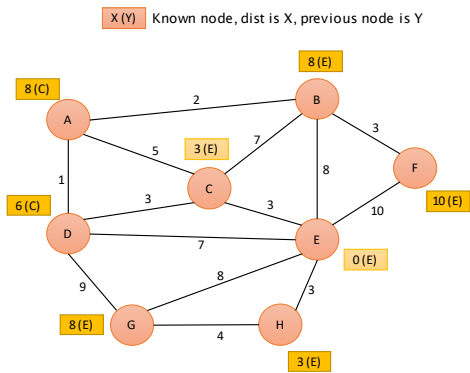 X (Y) Known node, dist is X, previous node is Y
8 (E)
8 (C)
B
2
A
3
7
5
3 (E)
F
8
1
C
3
10 (E)
6 (C)
3
10
D
7
E
0 (E)
8
9
3
8 (E)
G
4
H
3 (E)